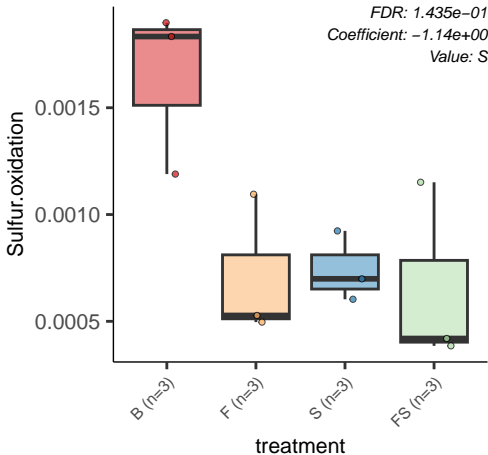 FDR: 1.435e−01
Coefficient: −1.14e+00
Value: S
Sulfur.oxidation
0.0015
0.0010
0.0005
B (n=3)
F (n=3)
S (n=3)
FS (n=3)
treatment